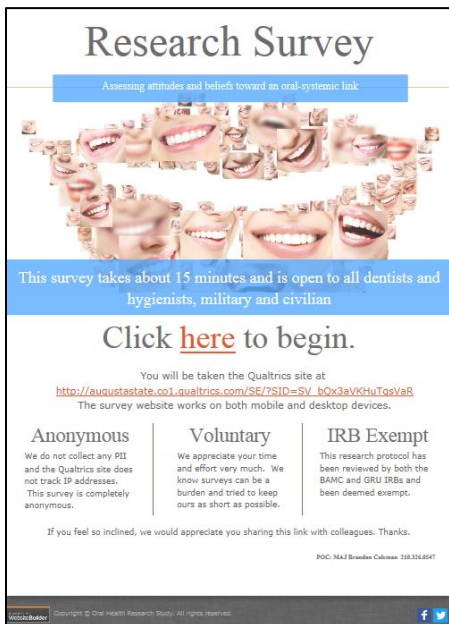 Research Survey
Assessing attitudes and beliefs toward an oral-systemic link
This survey takes about 15 minutes and is open to all dentists and
hygienists, military and civilian
Click here to begin.
You will be taken the Qualtrics site at
http://augustastate.co1.qualtrics.com/SE/?SID=SV_bQx3aVKHuTgsVaR
The survey website works on both mobile and desktop devices.
Anonymous
We do not collect any PII
and the Qualtrics site does
not track IP addresses.
This survey is completely
anonymous.
Voluntary
We appreciate your time
and effort very much. We
know surveys can be a
burden and tried to keep
ours as short as possible.
IRB Exempt
This research protocol has
been reviewed by both the
BAMC and GRU IRBs and
been deemed exempt.
If you feel so inclined, we would appreciate you sharing this link with colleagues. Thanks.
POC: MAJ Brandon Coleman 210.326.0547
WebsiteBuilder
Copyright © Oral Health Research Study. All rights reserved.